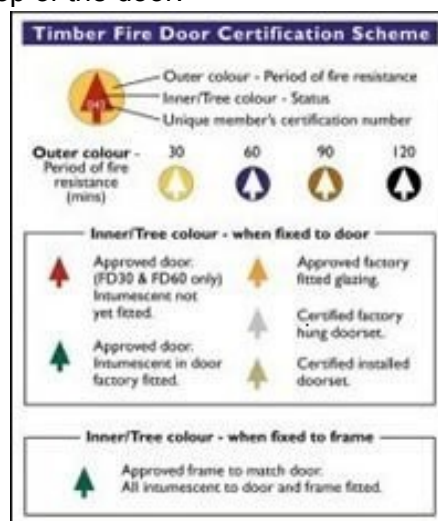 op of the door.
Timber Fire Door Certification Scheme
Outer colour - Period of fire resistance
Inner/Tree colour - Status
Unique member's certification number
Outer colour - 30 60 90 120
Period of fire
resistance
(mins)
Inner/Tree colour - when fixed to door
Approved door.
(FD30 & FD60 only)
Intumescent not
yet fitted.
Approved door.
Intumescent in door
factory fitted.
Approved factory
fitted glazing.
Certified factory
hung doorset.
Certified installed
doorset.
Inner/Tree colour - when fixed to frame
Approved frame to match door.
All intumescent to door and frame fitted.